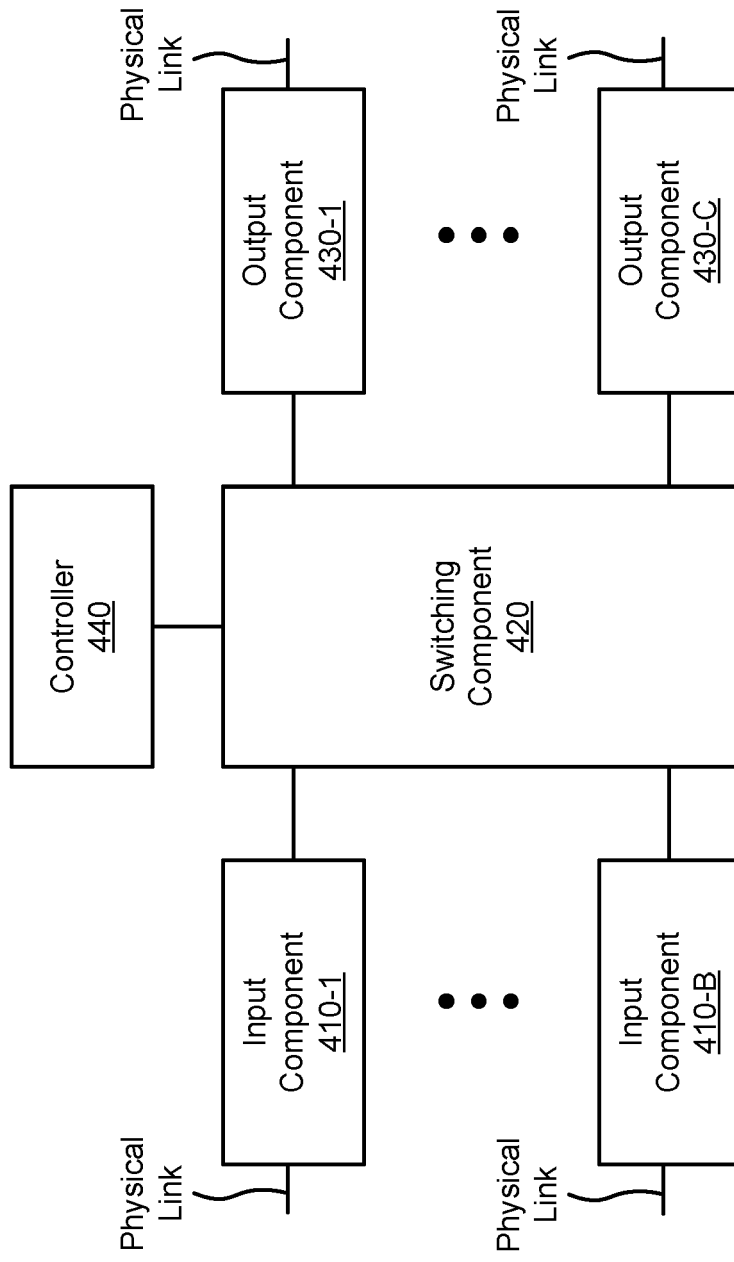 Controller
440
Physical
Link
Input
Component
410-1
Switching
Component
420
Output
Component
430-1
Physical
Link
Physical
Link
Input
Component
410-B
Output
Component
430-C
Physical
Link